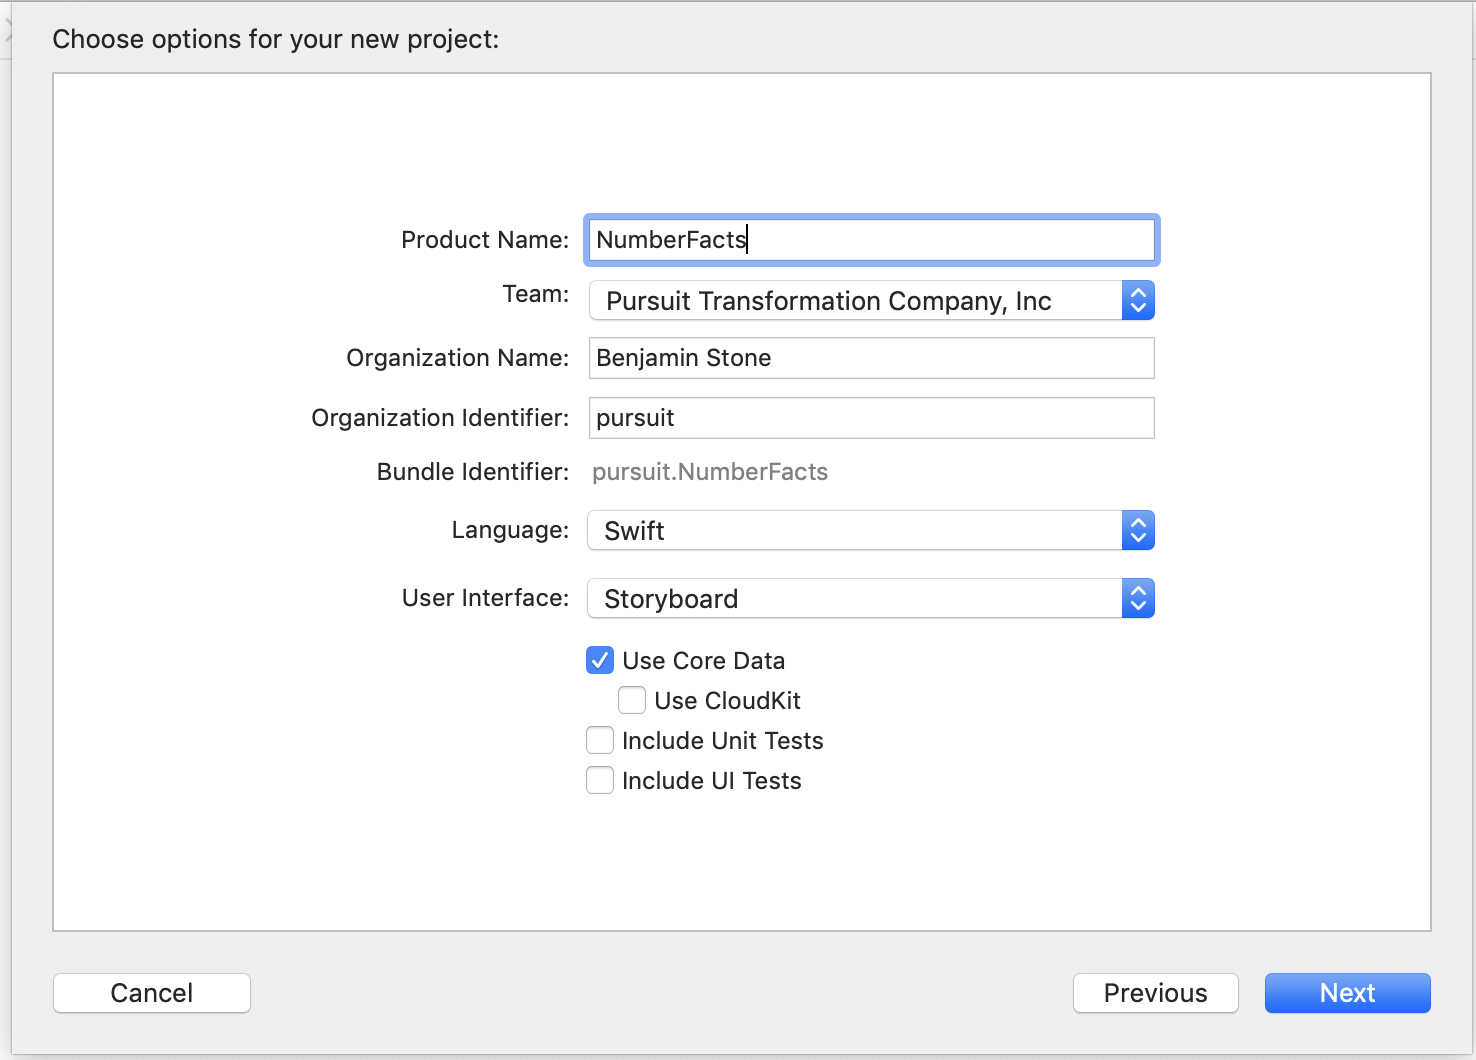 Choose options for your new project:
Product Name: NumberFacts
Team: Pursuit Transformation Company, Inc
Organization Name: Benjamin Stone
Organization Identifier: pursuit
Bundle Identifier: pursuit.NumberFacts
Language: Swift
User Interface: Storyboard
Use Core Data
Use CloudKit
Include Unit Tests
Include UI Tests
Cancel Previous Next